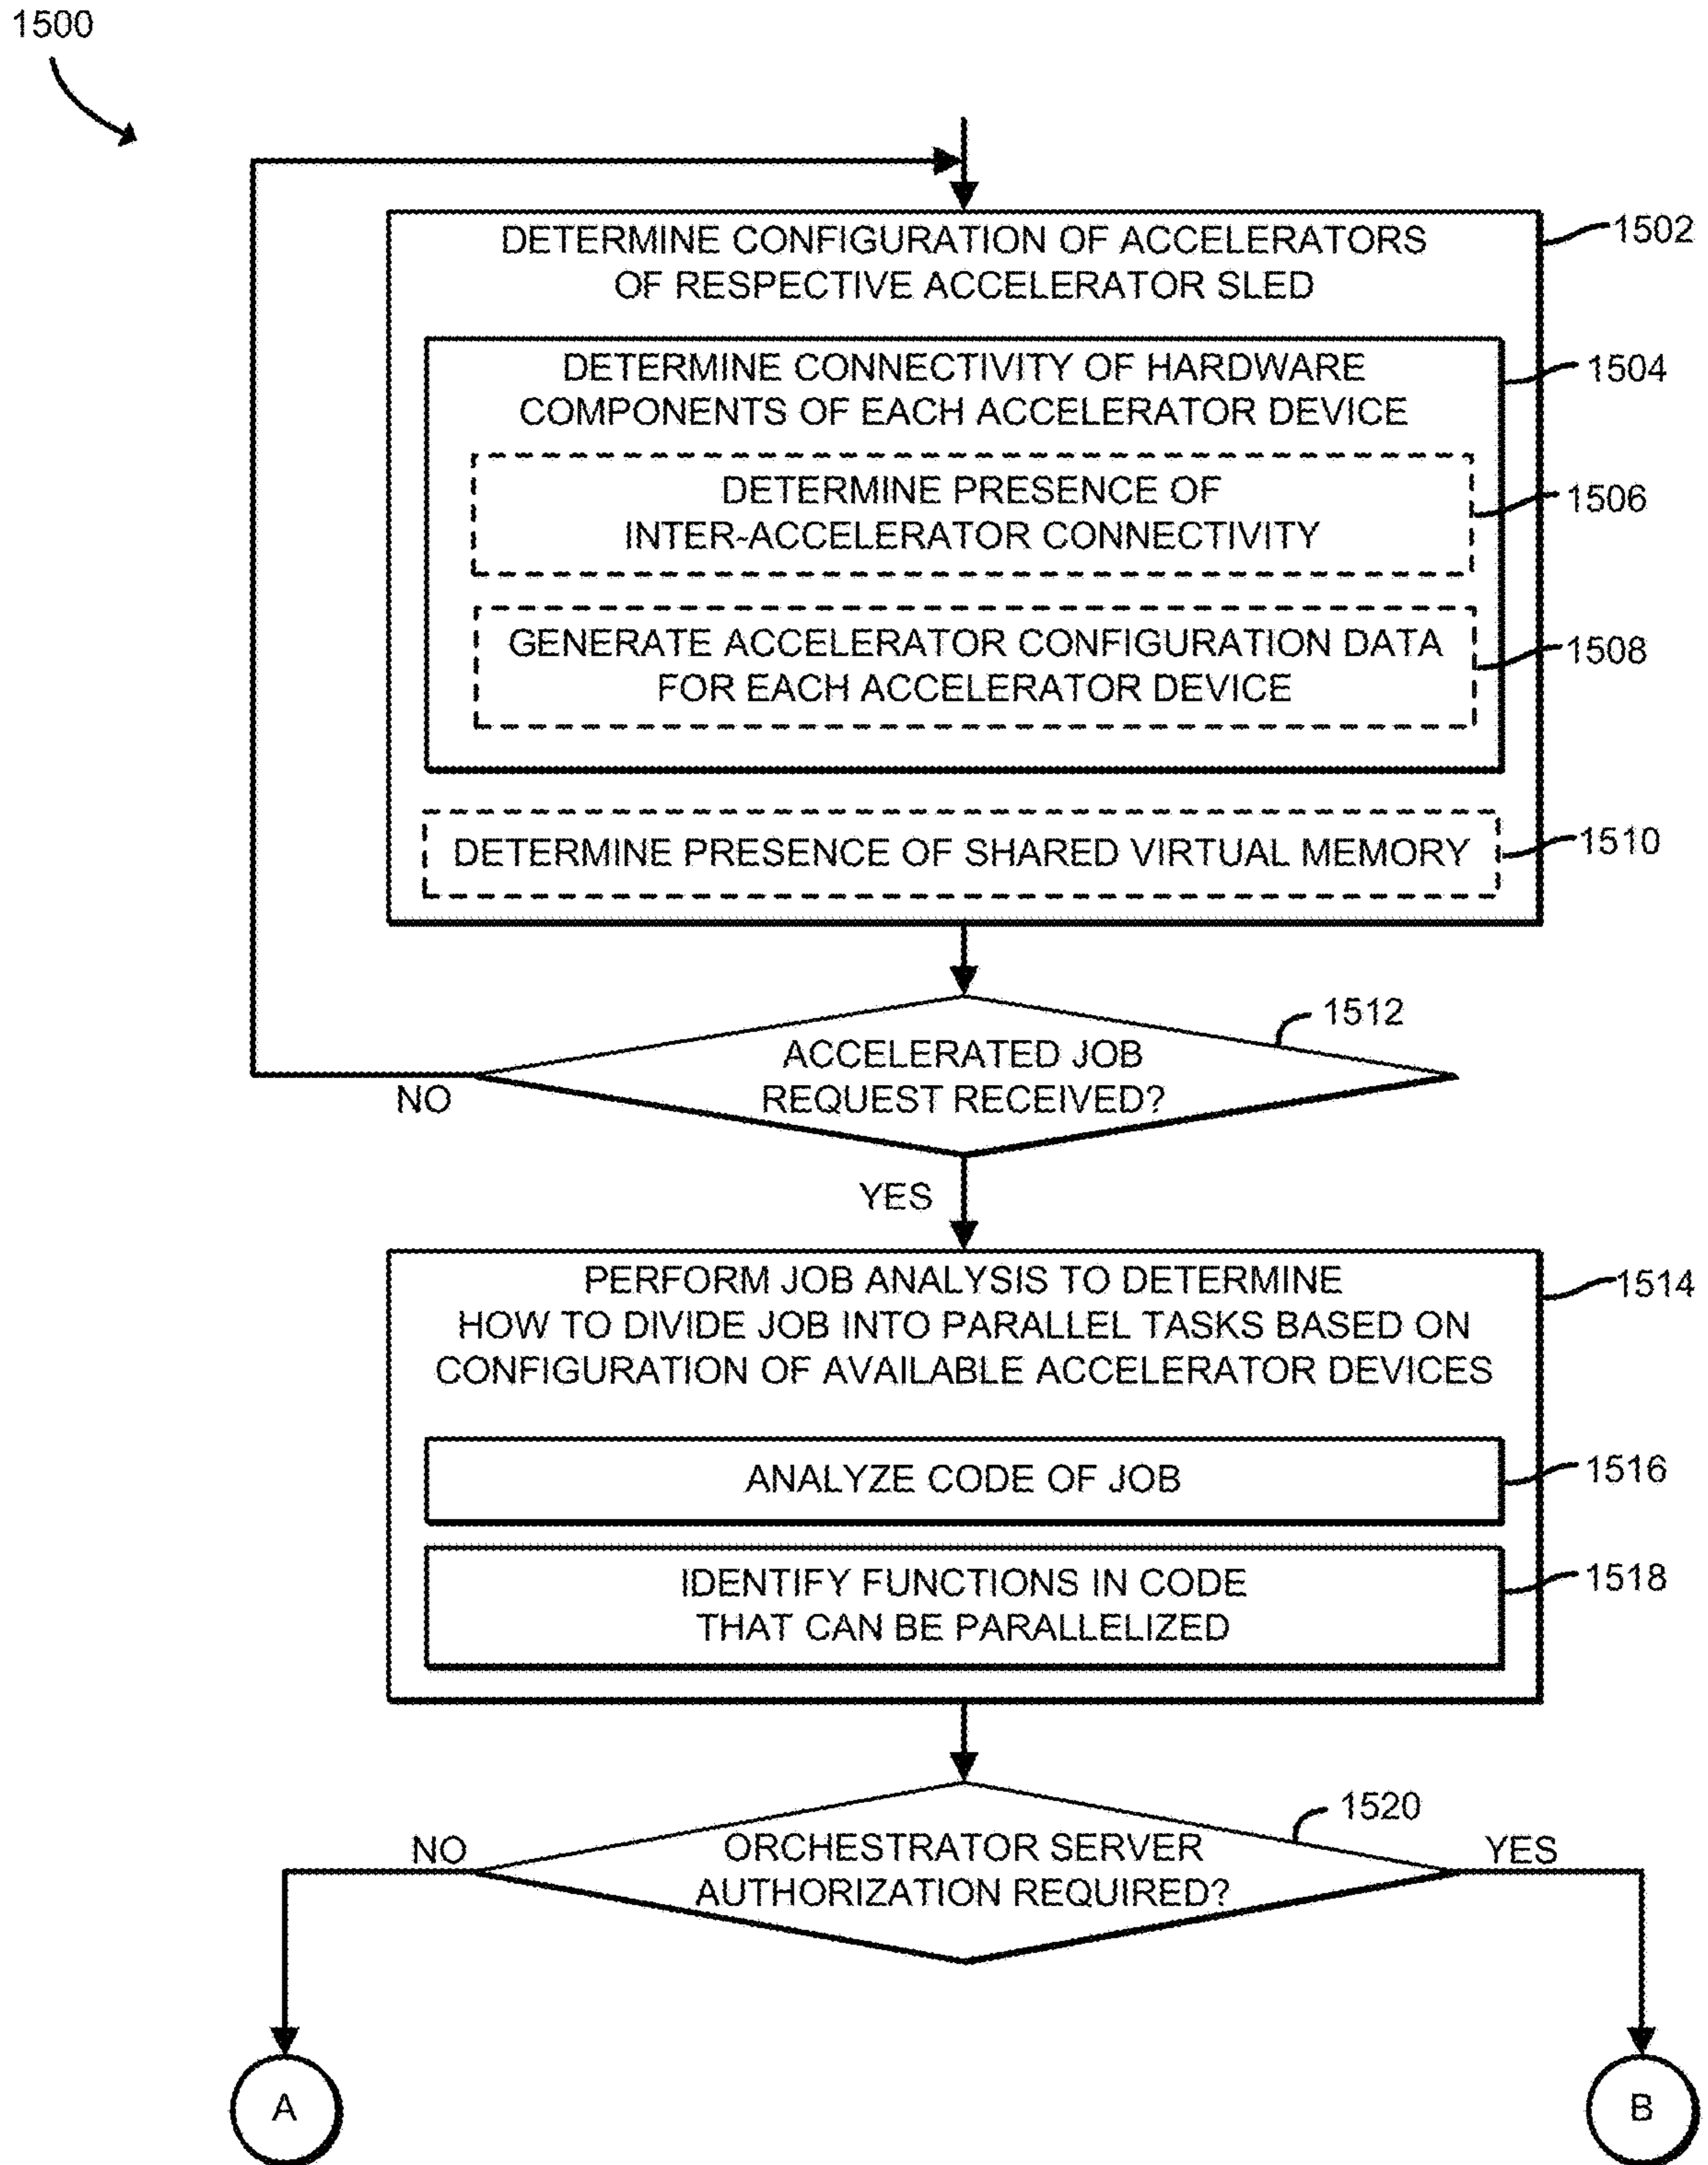 1500
DETERMINE CONFIGURATION OF ACCELERATORS
OF RESPECTIVE ACCELERATOR SLED
1502
DETERMINE CONNECTIVITY OF HARDWARE
COMPONENTS OF EACH ACCELERATOR DEVICE
1504
DETERMINE PRESENCE OF
INTER-ACCELERATOR CONNECTIVITY
1506
GENERATE ACCELERATOR CONFIGURATION DATA
FOR EACH ACCELERATOR DEVICE
1508
DETERMINE PRESENCE OF SHARED VIRTUAL MEMORY
1510
1512
ACCELERATED JOB
REQUEST RECEIVED?
NO
YES
PERFORM JOB ANALYSIS TO DETERMINE
HOW TO DIVIDE JOB INTO PARALLEL TASKS BASED ON
CONFIGURATION OF AVAILABLE ACCELERATOR DEVICES
1514
ANALYZE CODE OF JOB
1516
IDENTIFY FUNCTIONS IN CODE
THAT CAN BE PARALLELIZED
1518
1520
NO
ORCHESTRATOR SERVER
AUTHORIZATION REQUIRED?
YES
A
B